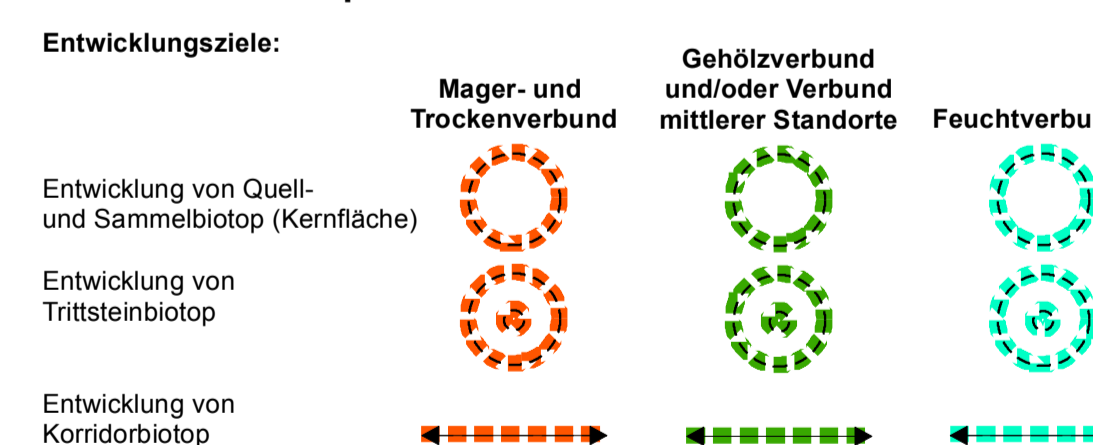 Entwicklungsziele:
Mager- und
Trockenverbund
Gehölzverbund
und/oder Verbund
mittlerer Standorte
Feuchtverbu
Entwicklung von Quell-
und Sammelbiotop (Kernfläche)
Entwicklung von
Trittsteinbiotop
Entwicklung von
Korridorbiotop